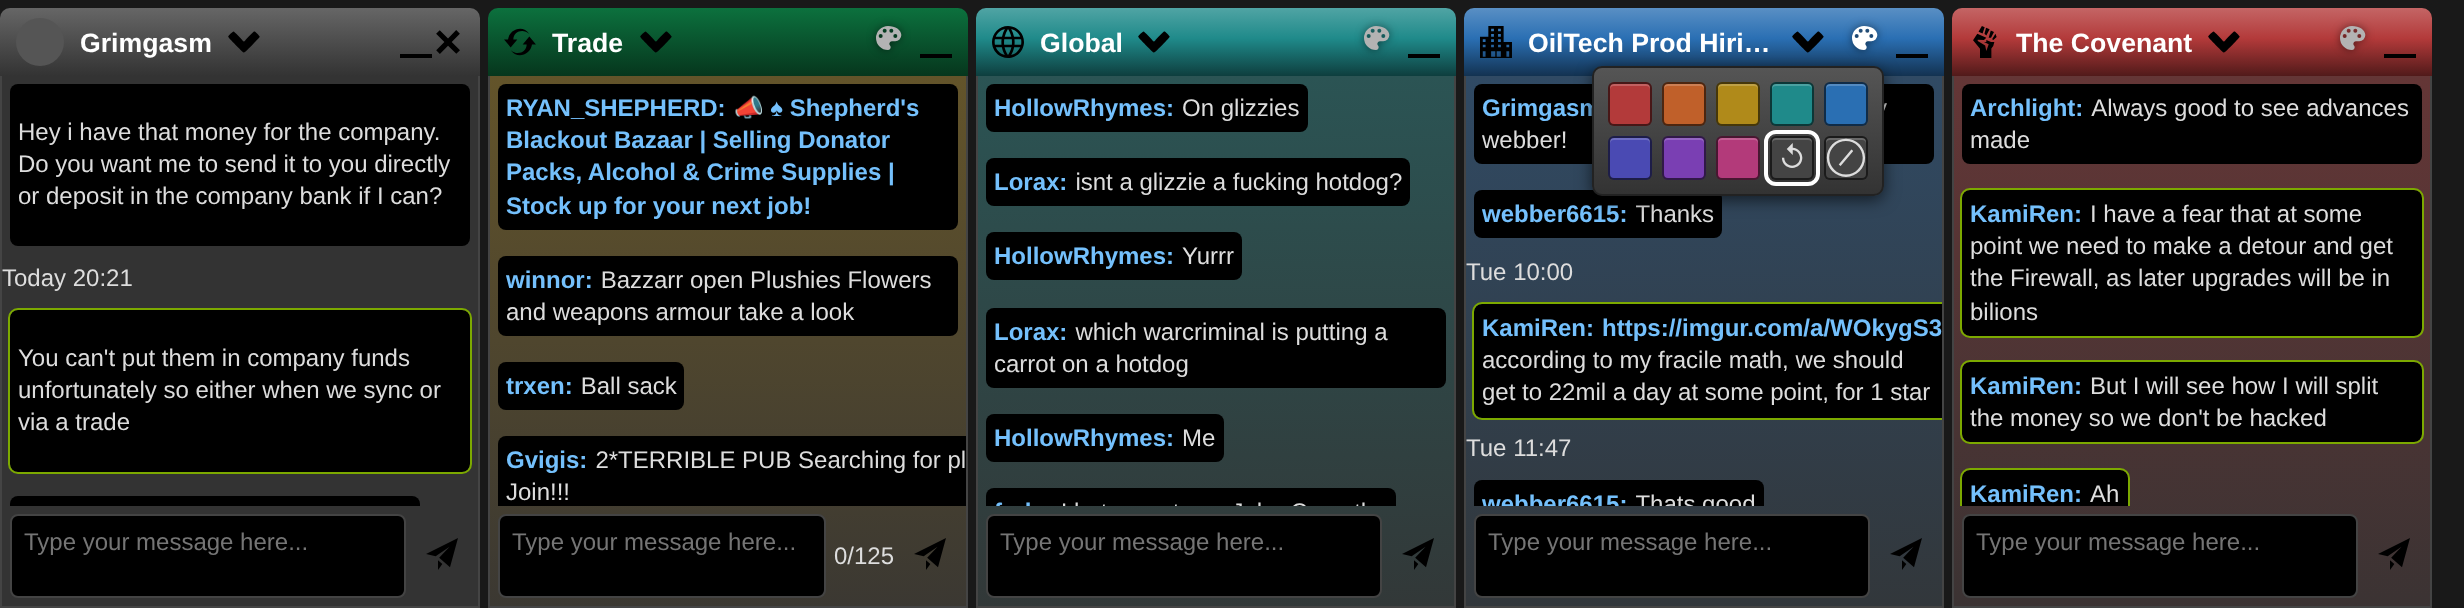 Grimgasm
Hey i have that money for the company.
Do you want me to send it to you directly
or deposit in the company bank if I can?
Today 20:21
You can't put them in company funds
unfortunately so either when we sync or
via a trade
Type your message here...
Trade
RYAN_SHEPHERD: 📣 ♠ Shepherd's
Blackout Bazaar | Selling Donator
Packs, Alcohol & Crime Supplies |
Stock up for your next job!
winnor: Bazzarr open Plushies Flowers
and weapons armour take a look
trxen: Ball sack
Gvigis: 2*TERRIBLE PUB Searching for pl
Join!!!
Type your message here...
0/125
Global
HollowRhymes: On glizzies
Lorax: isnt a glizzie a fucking hotdog?
HollowRhymes: Yurrr
Lorax: which warcriminal is putting a
carrot on a hotdog
HollowRhymes: Me
Type your message here...
OilTech Prod Hiri...
Grimgasm
webber!
webber6615: Thanks
Tue 10:00
KamiRen: https://imgur.com/a/WOkygS3
according to my fracile math, we should
get to 22mil a day at some point, for 1 star
Tue 11:47
webber6615: Thats good
Type your message here...
The Covenant
Archlight: Always good to see advances
made
KamiRen: I have a fear that at some
point we need to make a detour and get
the Firewall, as later upgrades will be in
bilions
KamiRen: But I will see how I will split
the money so we don't be hacked
KamiRen: Ah
Type your message here...